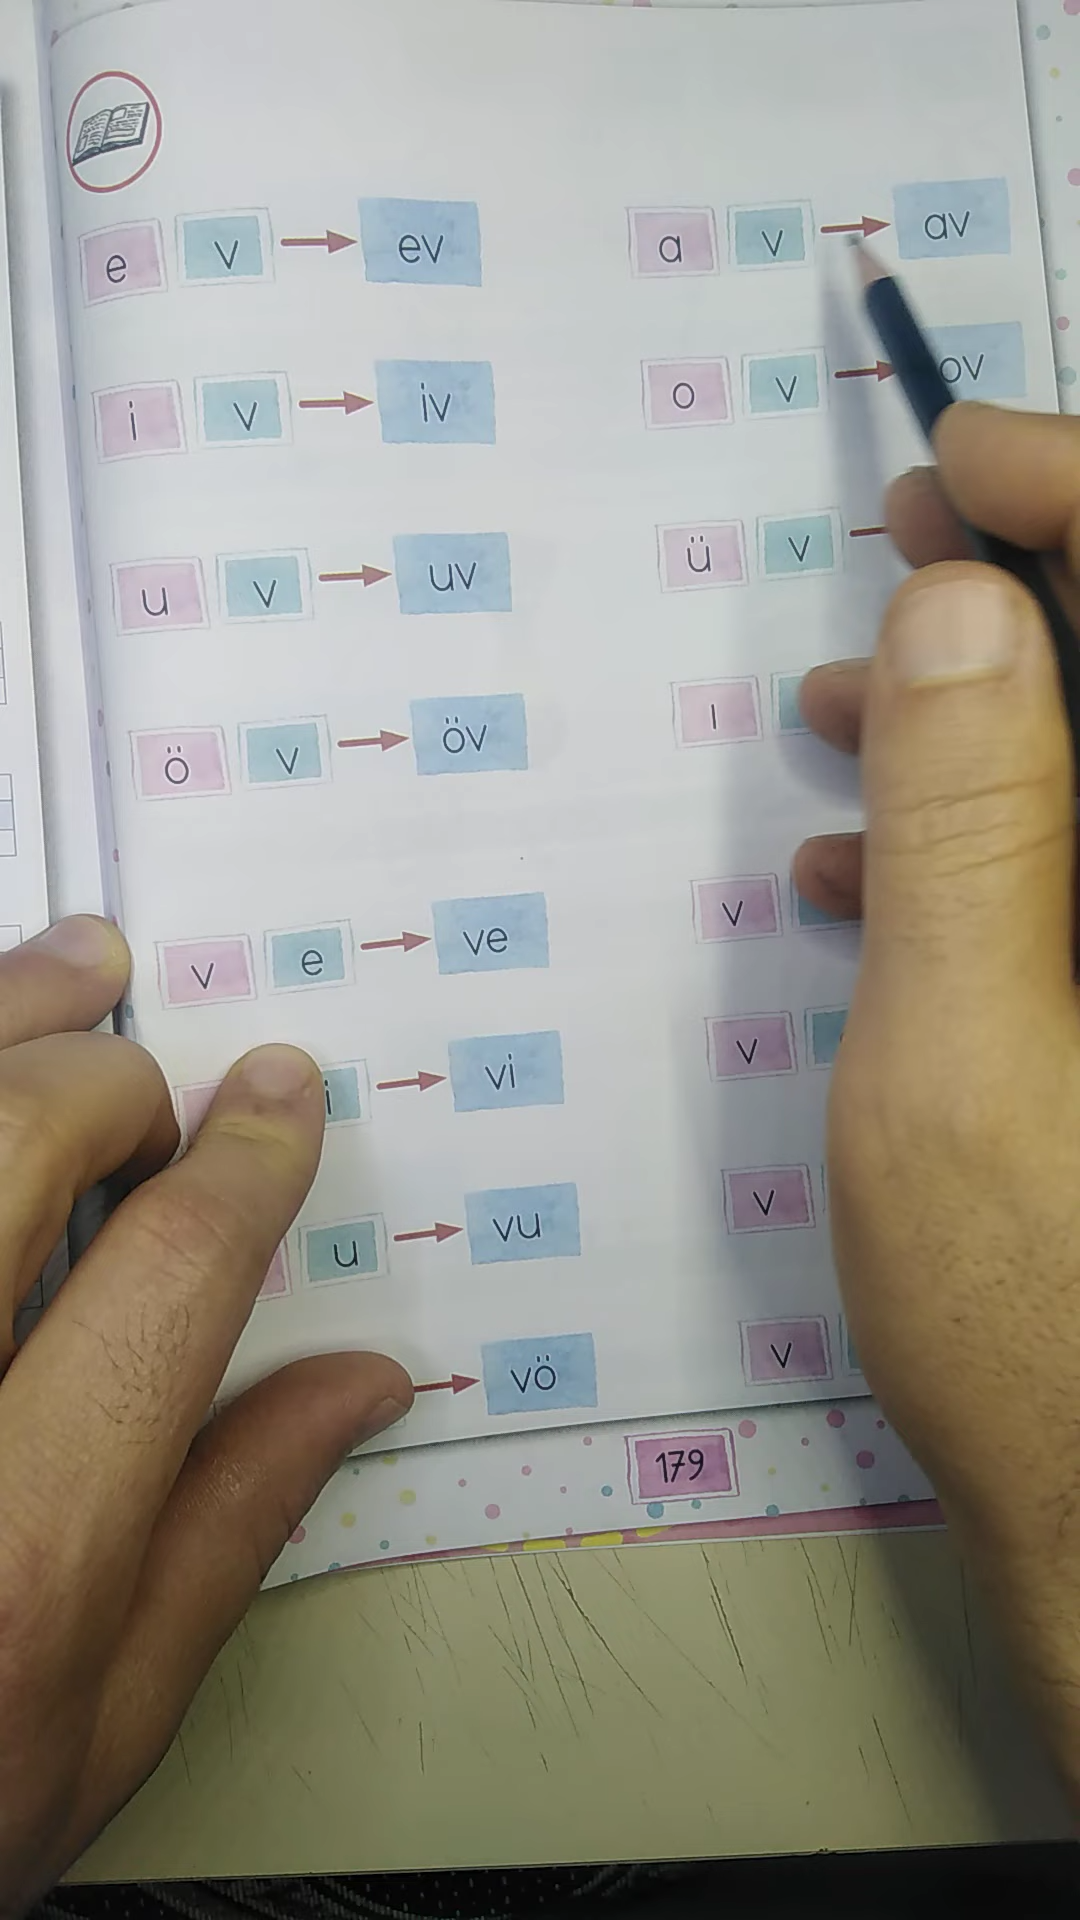 e v → ev a v → av
i v → iv o v → ov
u v → uv ü v
ö v → öv ı
v e → ve v
i → vi v
u → vu v
→ vö v
179